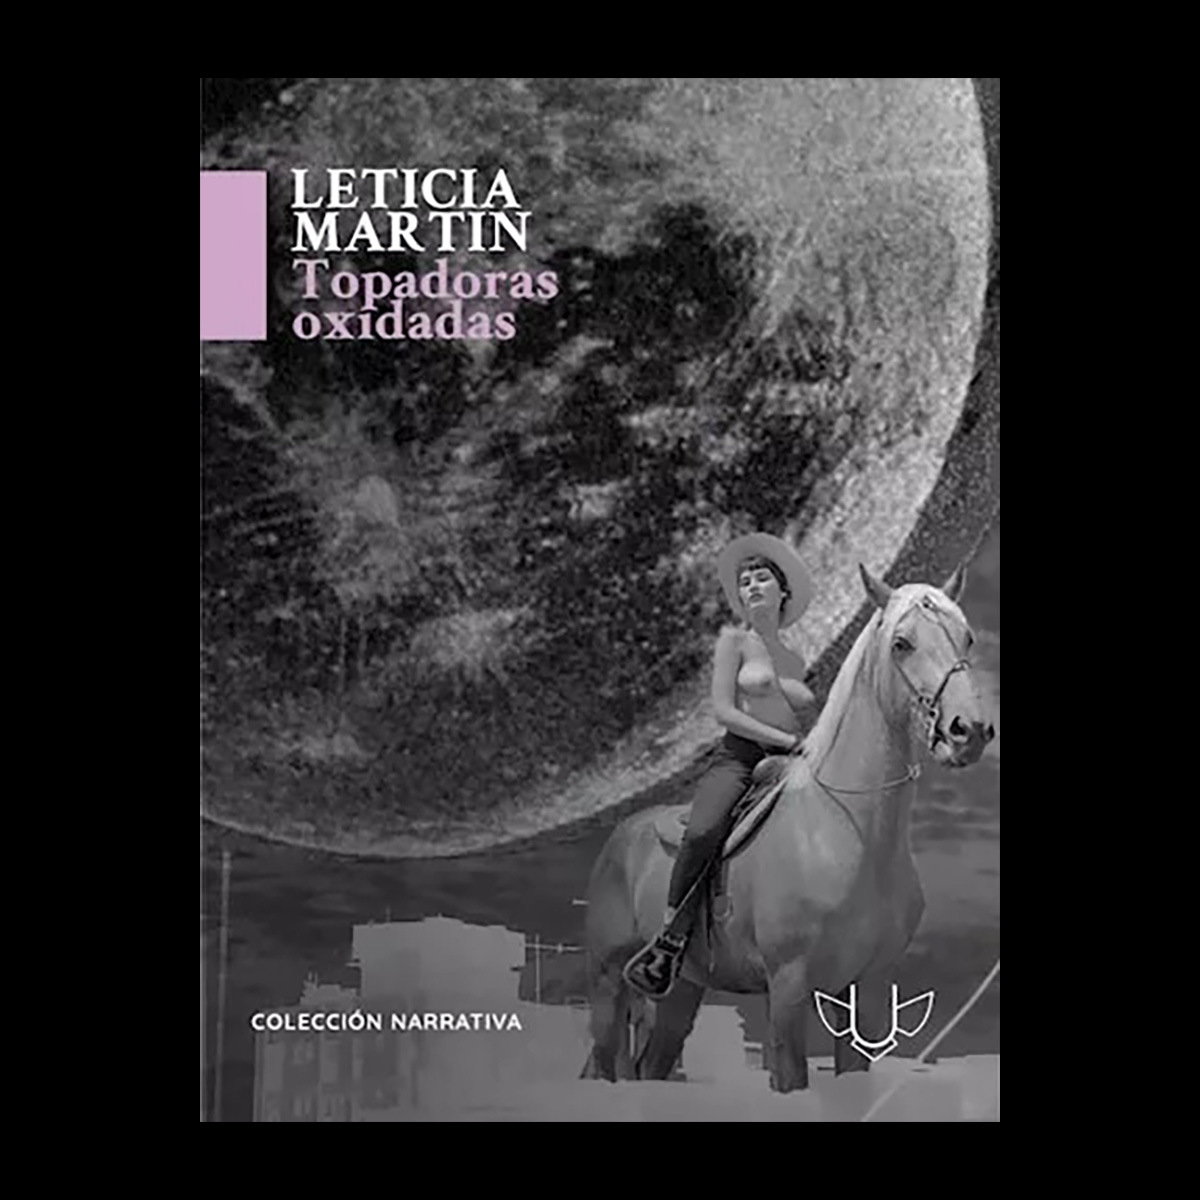 LETICIA
MARTIN
Topadoras
oxidadas
COLECCIÓN NARRATIVA